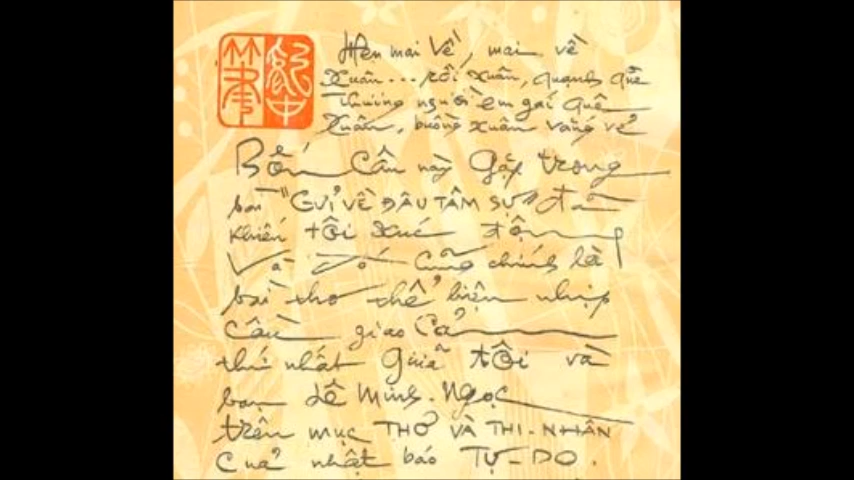 Hẹn mai về, mai về
Xuân... rồi xuân, quạnh quẽ
Thương người em gái quê
Xuân, buồng xuân vắng vẻ
Bốn câu này gặp trong
bài "GỬI VỀ ĐÂU TÂM SỰ" đã
khiến tôi xúc động
Và đó cũng chính là
bài thơ thể hiện nhịp
cầu giao cảm
thứ nhất giữa tôi và
bạn Lê Minh-Ngọc
trên mục THƠ VÀ THI-NHÂN
của nhật báo TỰ-DO.